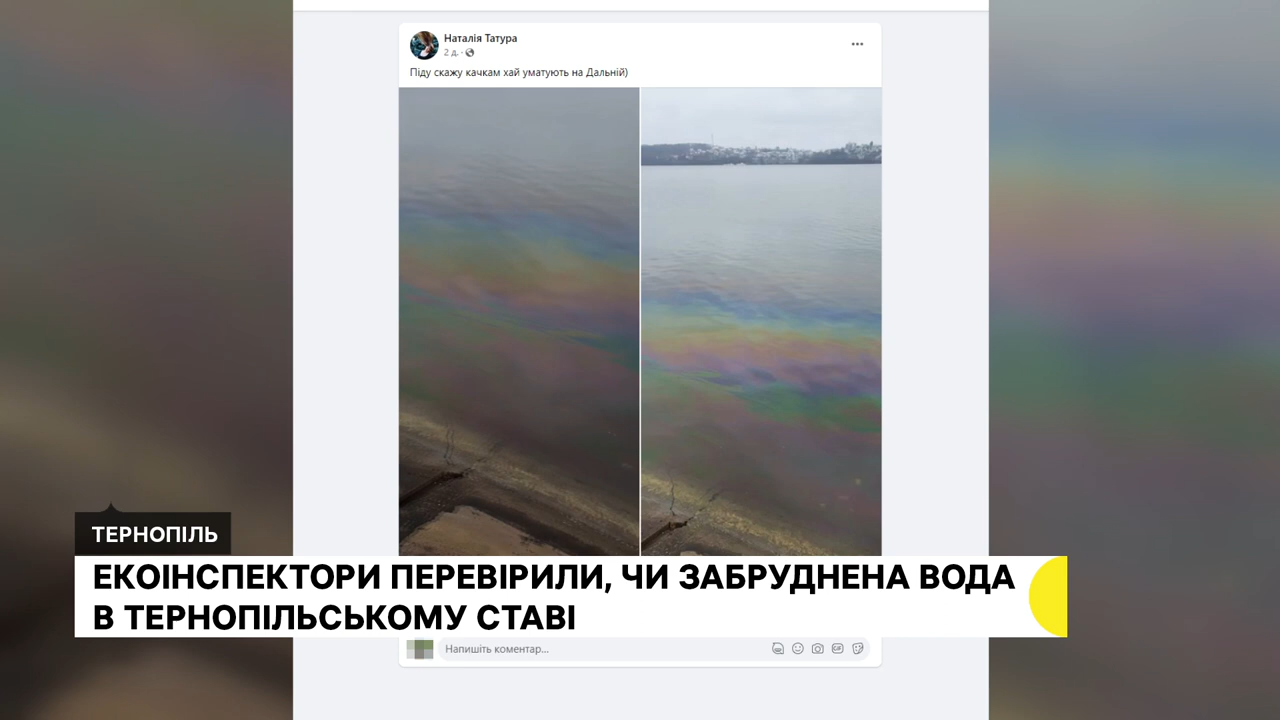 Наталія Татура
2 д. ·
Піду скажу качкам хай уматують на Дальній)
ТЕРНОПІЛЬ
ЕКОІНСПЕКТОРИ ПЕРЕВІРИЛИ, ЧИ ЗАБРУДНЕНА ВОДА
В ТЕРНОПІЛЬСЬКОМУ СТАВІ
Напишіть коментар...
GIF